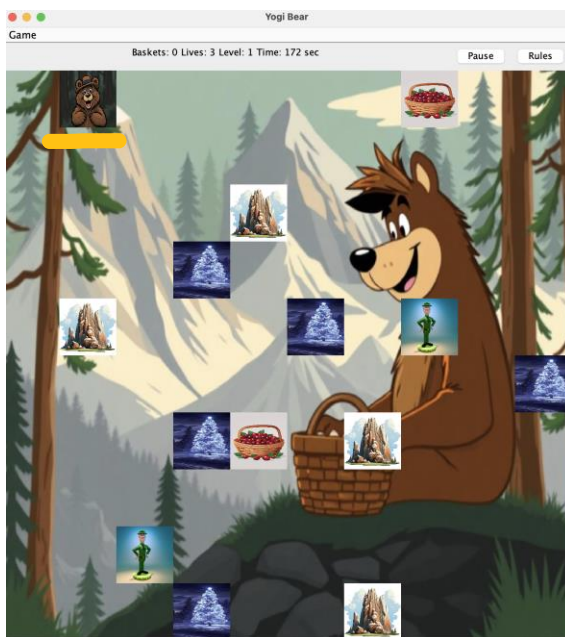 Yogi Bear
Game
Baskets: 0 Lives: 3 Level: 1 Time: 172 sec
Pause
Rules